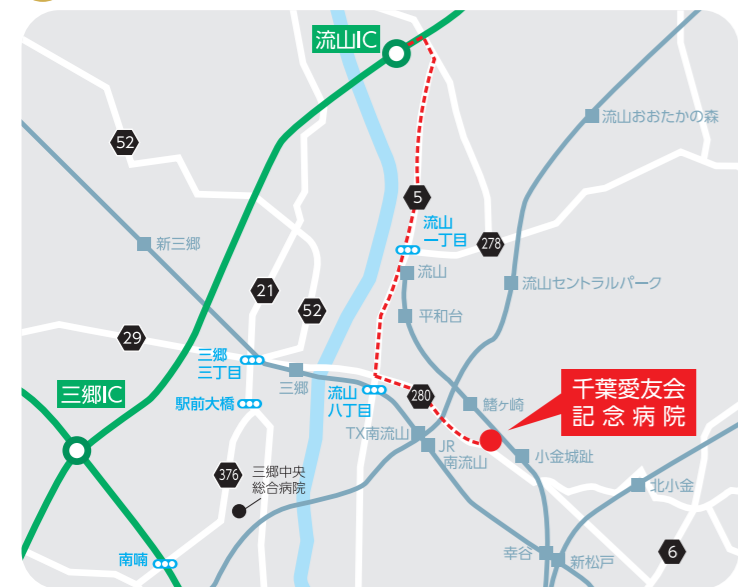 流山IC
流山おおたかの森
52
5
流山
一丁目
278
新三郷
流山
流山セントラルパーク
21
52
平和台
29
三郷
三丁目
三郷
三郷IC
駅前大橋
流山
八丁目
280
鰭ヶ崎
千葉愛友会
記念病院
TX南流山
JR
南流山
小金城趾
376
三郷中央
総合病院
北小金
南哺
幸谷
新松戸
6